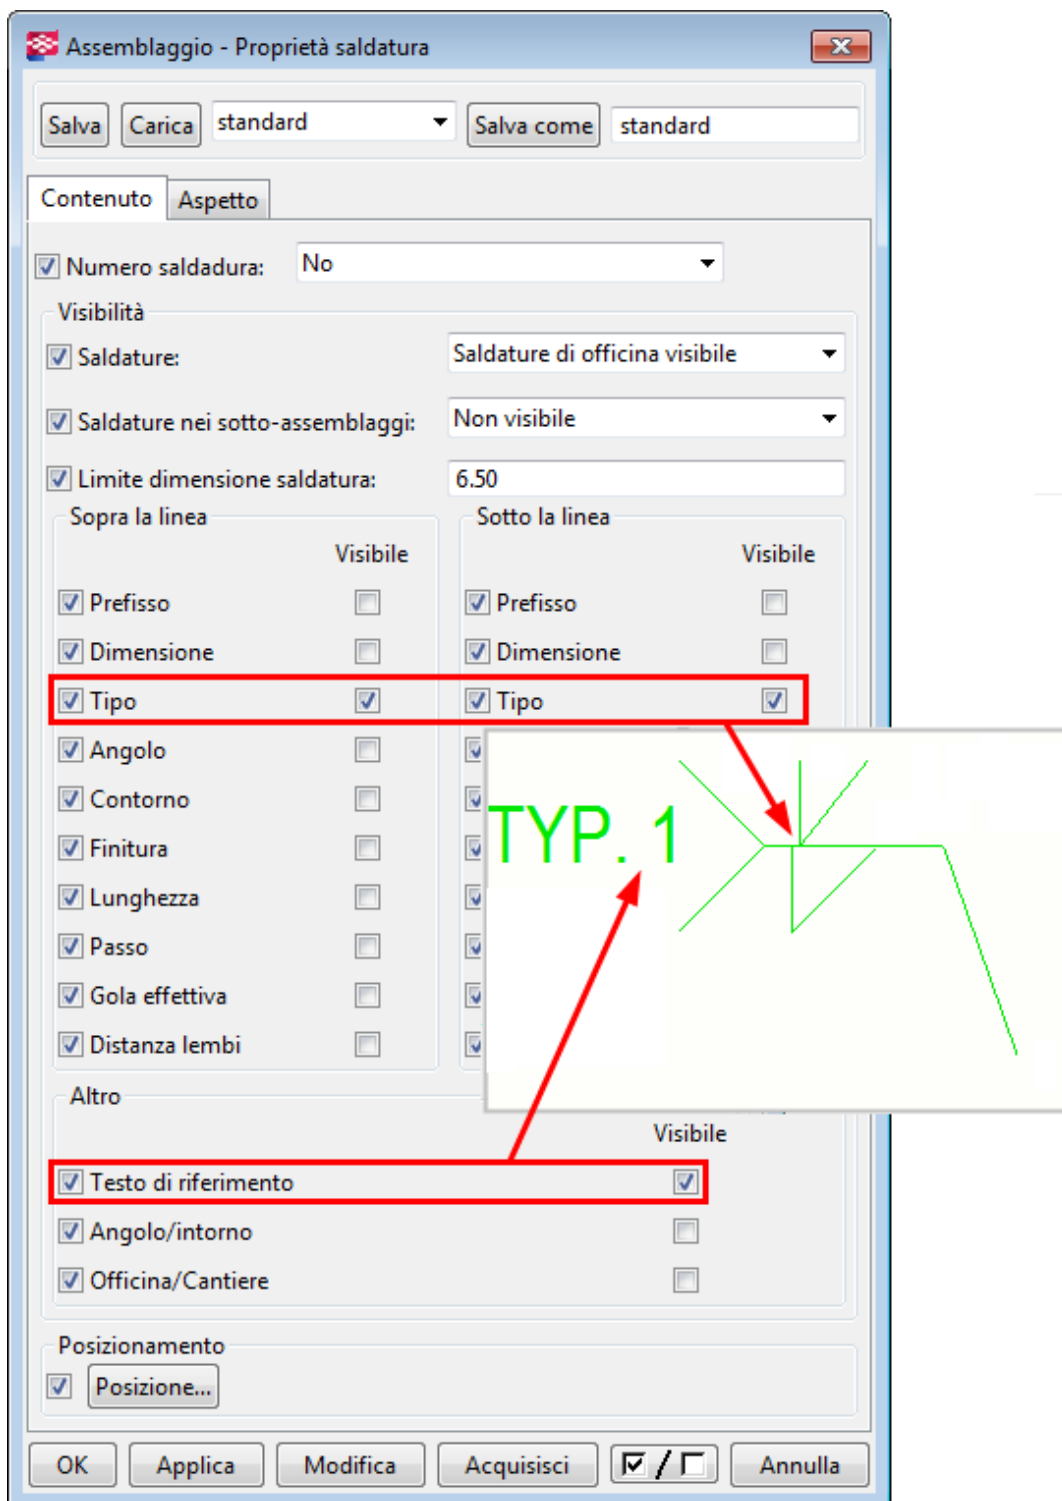 Assemblaggio - Proprietà saldatura
Salva Carica standard Salva come standard
Contenuto Aspetto
Numero saldadura: No
Visibilità
Saldature: Saldature di officina visibile
Saldature nei sotto-assemblaggi: Non visibile
Limite dimensione saldatura: 6.50
Sopra la linea Sotto la linea
Visibile Visibile
Prefisso Prefisso
Dimensione Dimensione
Tipo Tipo
Angolo
Contorno
TYP. 1
Finitura
Lunghezza
Passo
Gola effettiva
Distanza lembi
Altro
Visibile
Testo di riferimento
Angolo/intorno
Officina/Cantiere
Posizionamento
Posizione...
OK Applica Modifica Acquisisci / Annulla